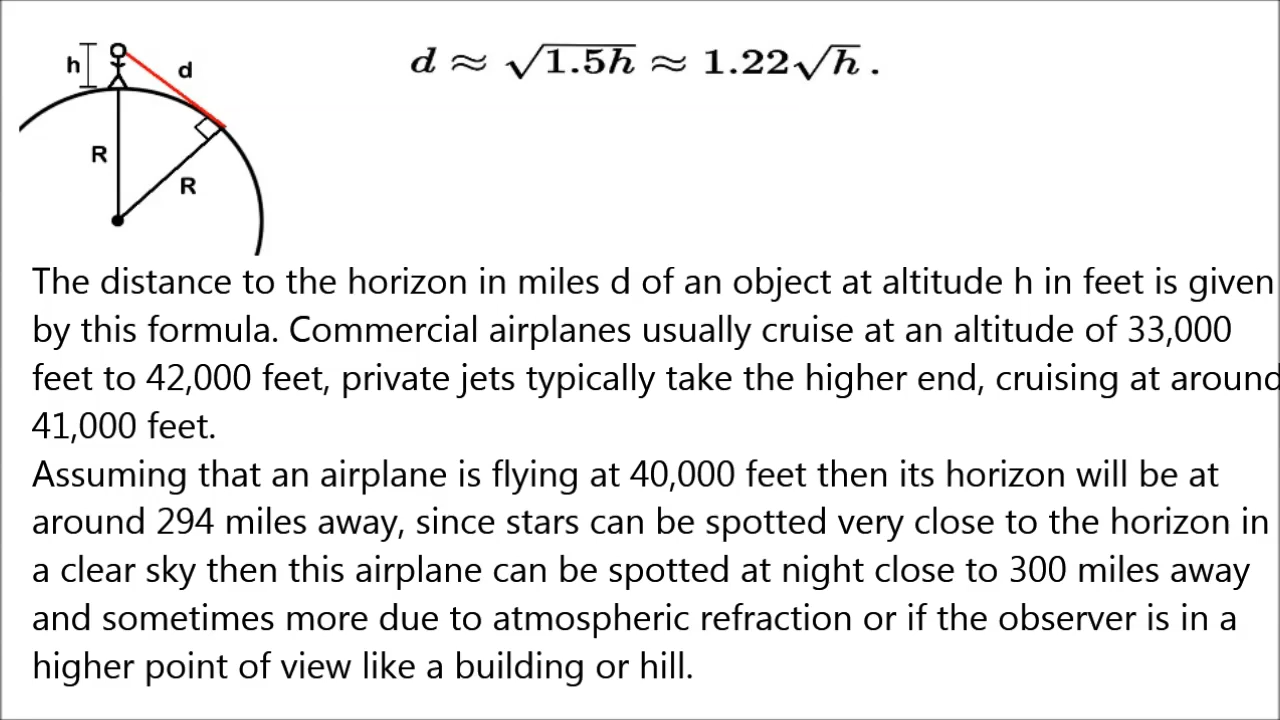 h
d
R
R
d ≈ √1.5h ≈ 1.22√h .
The distance to the horizon in miles d of an object at altitude h in feet is given
by this formula. Commercial airplanes usually cruise at an altitude of 33,000
feet to 42,000 feet, private jets typically take the higher end, cruising at around
41,000 feet.
Assuming that an airplane is flying at 40,000 feet then its horizon will be at
around 294 miles away, since stars can be spotted very close to the horizon in
a clear sky then this airplane can be spotted at night close to 300 miles away
and sometimes more due to atmospheric refraction or if the observer is in a
higher point of view like a building or hill.